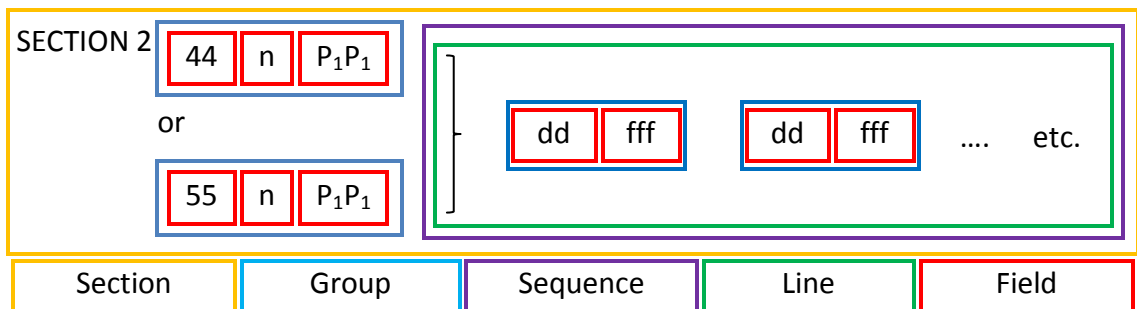 SECTION 2 44 n P₁P₁
or
dd fff dd fff .... etc.
55 n P₁P₁
Section Group Sequence Line Field